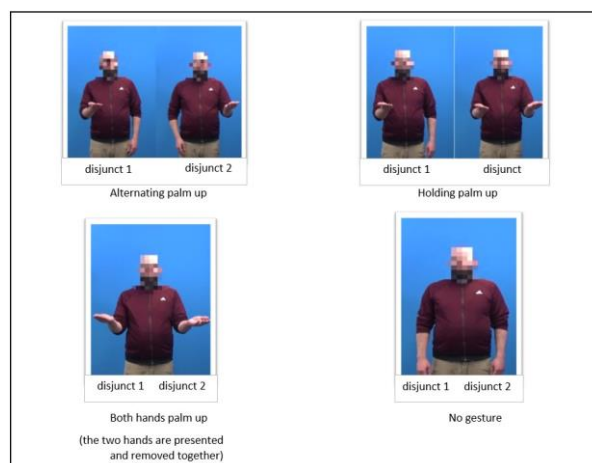 disjunct 1 disjunct 2
Alternating palm up
disjunct 1 disjunct
Holding palm up
disjunct 1 disjunct 2
Both hands palm up
(the two hands are presented
and removed together)
disjunct 1 disjunct 2
No gesture